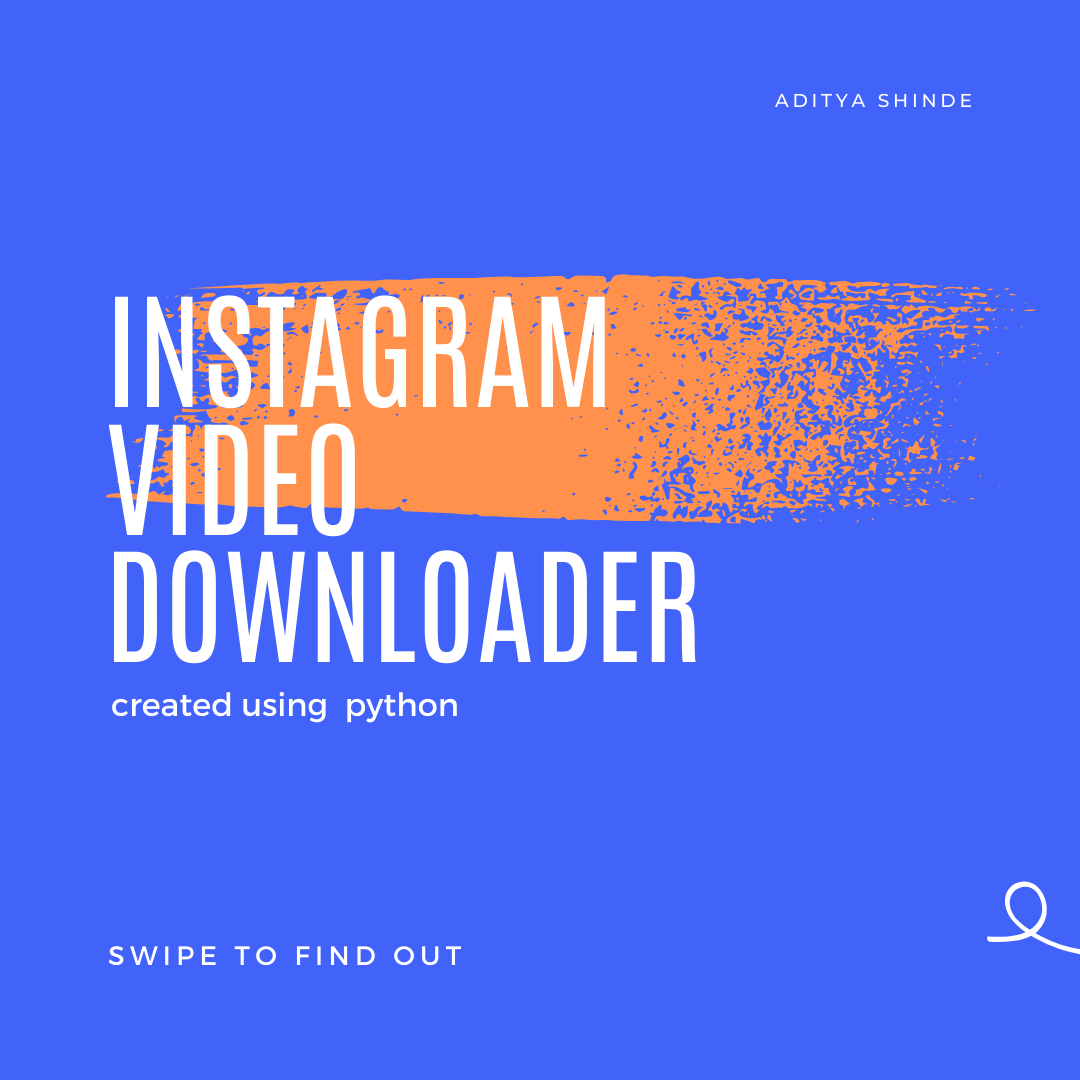 ADITYA SHINDE
INSTAGRAM
VIDEO
DOWNLOADER
created using  python
SWIPE TO FIND OUT